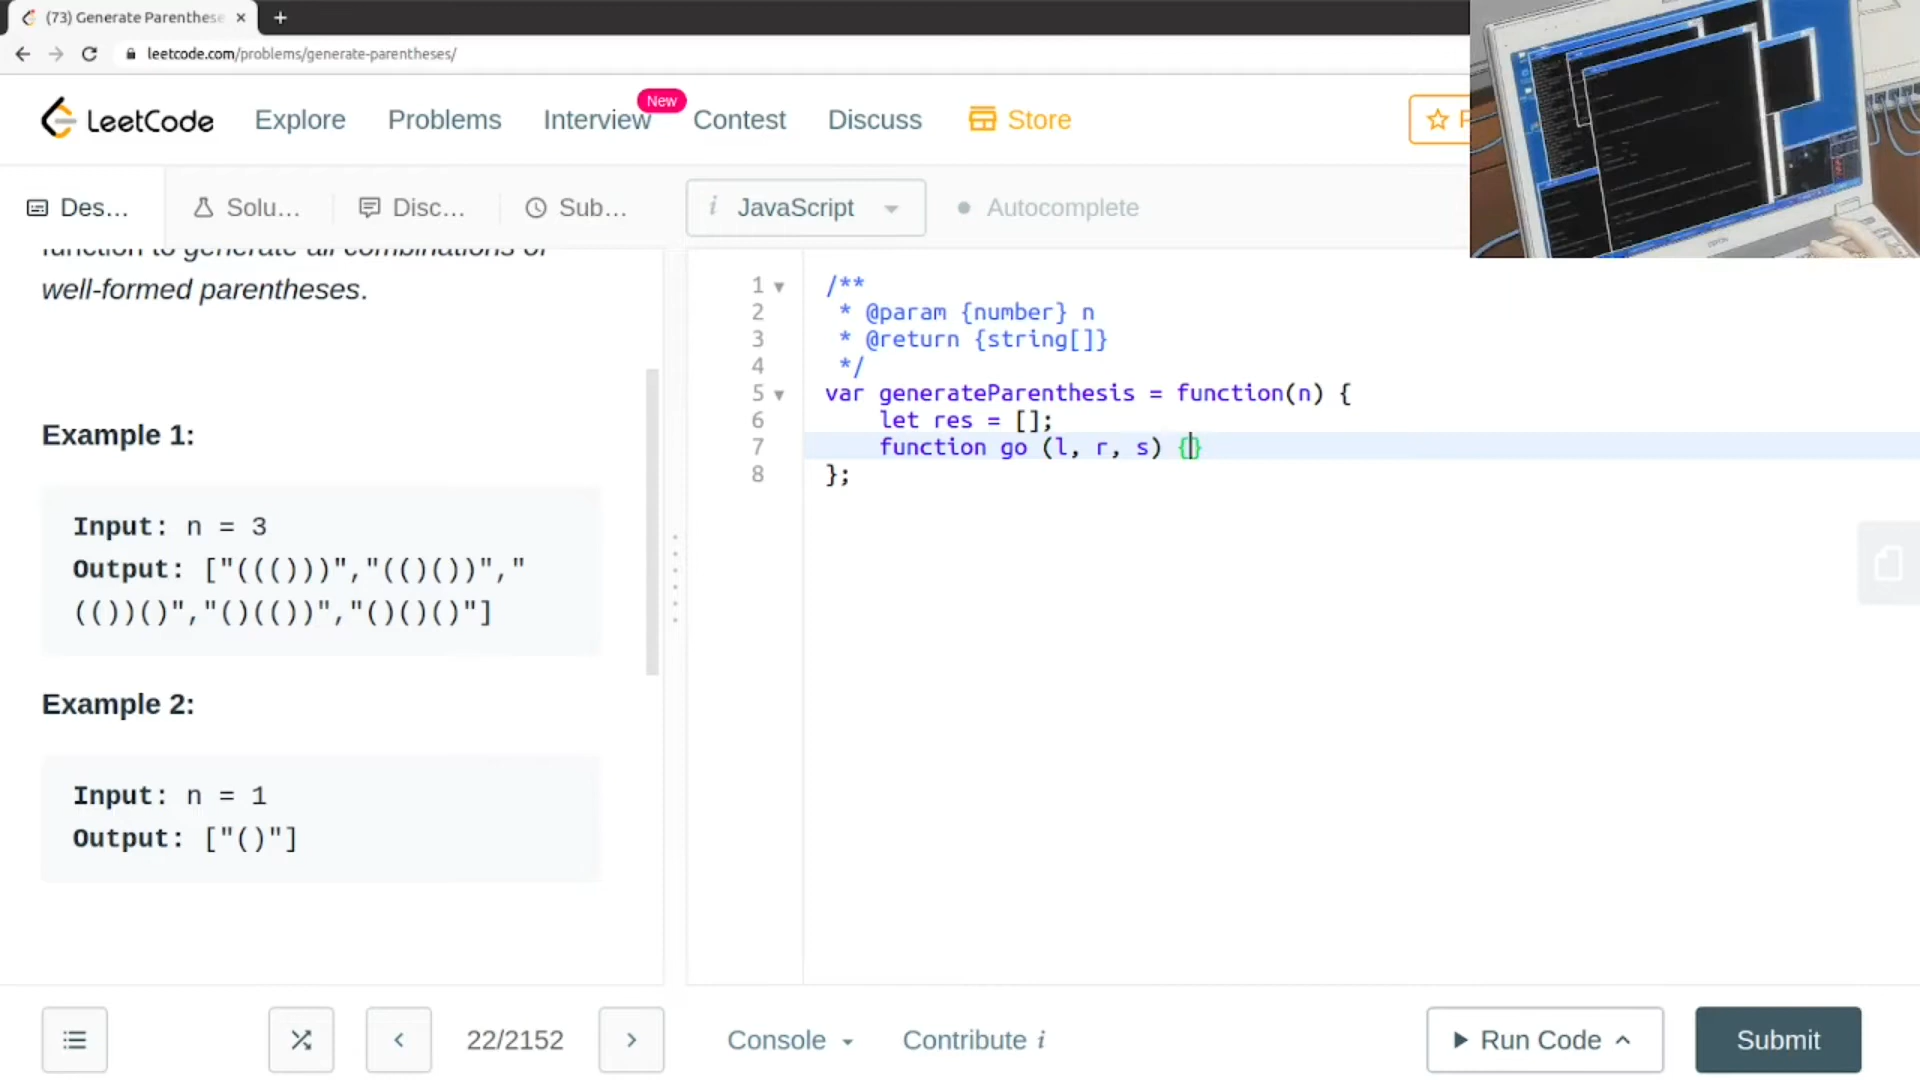 (73) Generate Parenthese
leetcode.com/problems/generate-parentheses/
LeetCode
Explore
Problems
Interview
New
Contest
Discuss
Store
Des...
Solu...
Disc...
Sub...
i JavaScript
Autocomplete
function to generate all combinations of
well-formed parentheses.
Example 1:
Input: n = 3
Output: ["((()))","(()())","
(())()","()(())","()()()"]
Example 2:
Input: n = 1
Output: ["()"]
1 /**
2 * @param {number} n
3 * @return {string[]}
4 */
5 var generateParenthesis = function(n) {
6 let res = [];
7 function go (l, r, s) {}
8 };
22/2152
Console
Contribute i
Run Code
Submit